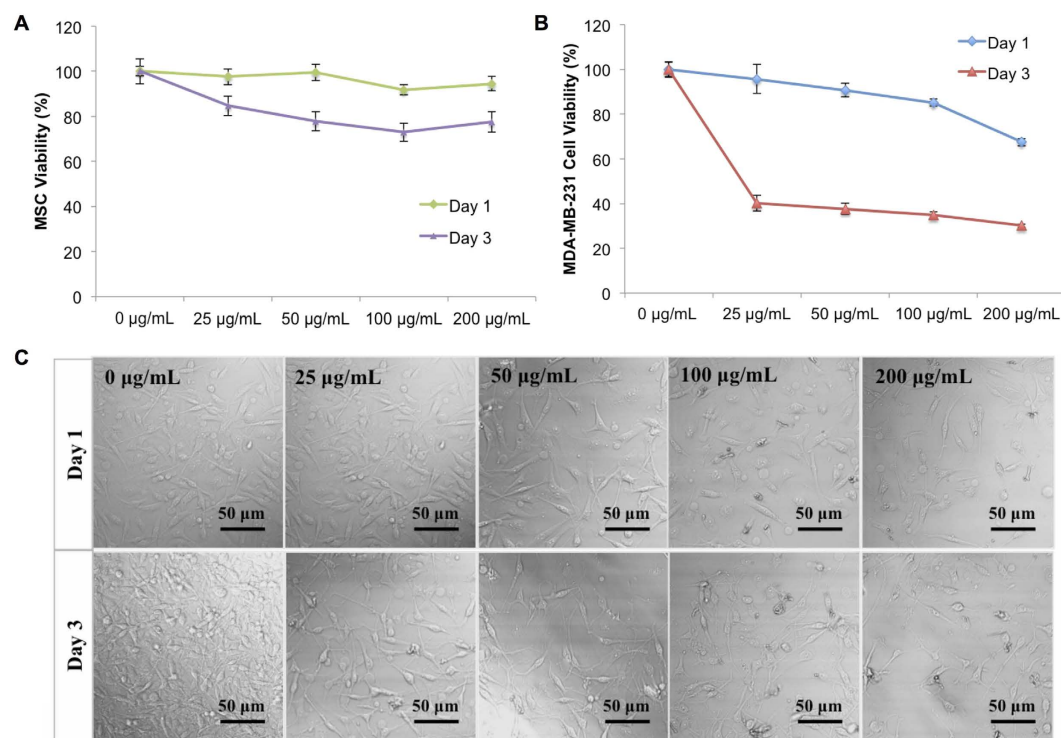 A
MSC Viability (%)
120
100
80
60
40
20
0
0 µg/mL 25 µg/mL 50 µg/mL 100 µg/mL 200 µg/mL
Day 1
Day 3
B
MDA-MB-231 Cell Viability (%)
120
100
80
60
40
20
0
0 µg/mL 25 µg/mL 50 µg/mL 100 µg/mL 200 µg/mL
Day 1
Day 3
C
0 µg/mL 25 µg/mL 50 µg/mL 100 µg/mL 200 µg/mL
Day 1
50 µm 50 µm 50 µm 50 µm 50 µm
Day 3
50 µm 50 µm 50 µm 50 µm 50 µm